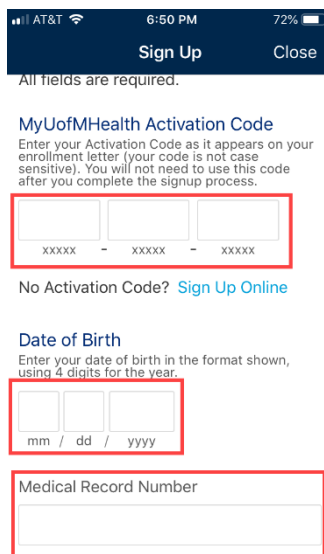 AT&T 6:50 PM 72%
Sign Up Close
All fields are required.
MyUofMHealth Activation Code
Enter your Activation Code as it appears on your
enrollment letter (your code is not case
sensitive). You will not need to use this code
after you complete the signup process.
xxxxx - xxxxx - xxxxx
No Activation Code? Sign Up Online
Date of Birth
Enter your date of birth in the format shown,
using 4 digits for the year.
mm / dd / yyyy
Medical Record Number